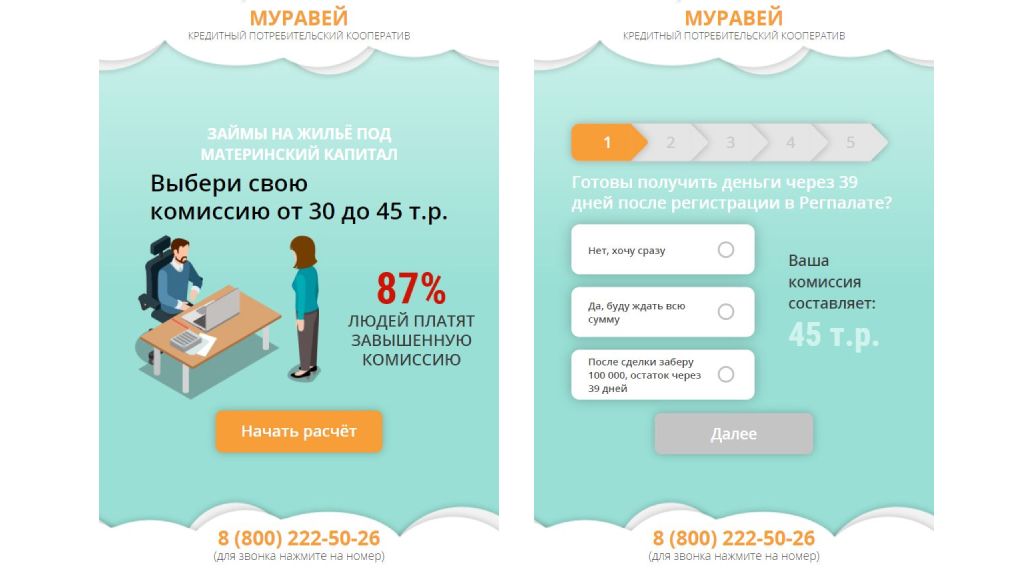 МУРАВЕЙ
КРЕДИТНЫЙ ПОТРЕБИТЕЛЬСКИЙ КООПЕРАТИВ
ЗАЙМЫ НА ЖИЛЬЁ ПОД
МАТЕРИНСКИЙ КАПИТАЛ
Выбери свою
комиссию от 30 до 45 т.р.
87%
ЛЮДЕЙ ПЛАТЯТ
ЗАВЫШЕННУЮ
КОМИССИЮ
Начать расчёт
8 (800) 222-50-26
(для звонка нажмите на номер)
МУРАВЕЙ
КРЕДИТНЫЙ ПОТРЕБИТЕЛЬСКИЙ КООПЕРАТИВ
1 2 3 4 5
Готовы получить деньги через 39
дней после регистрации в Регпалате?
Нет, хочу сразу
Да, буду ждать всю
сумму
После сделки заберу
100 000, остаток через
39 дней
Ваша
комиссия
составляет:
45 т.р.
Далее
8 (800) 222-50-26
(для звонка нажмите на номер)